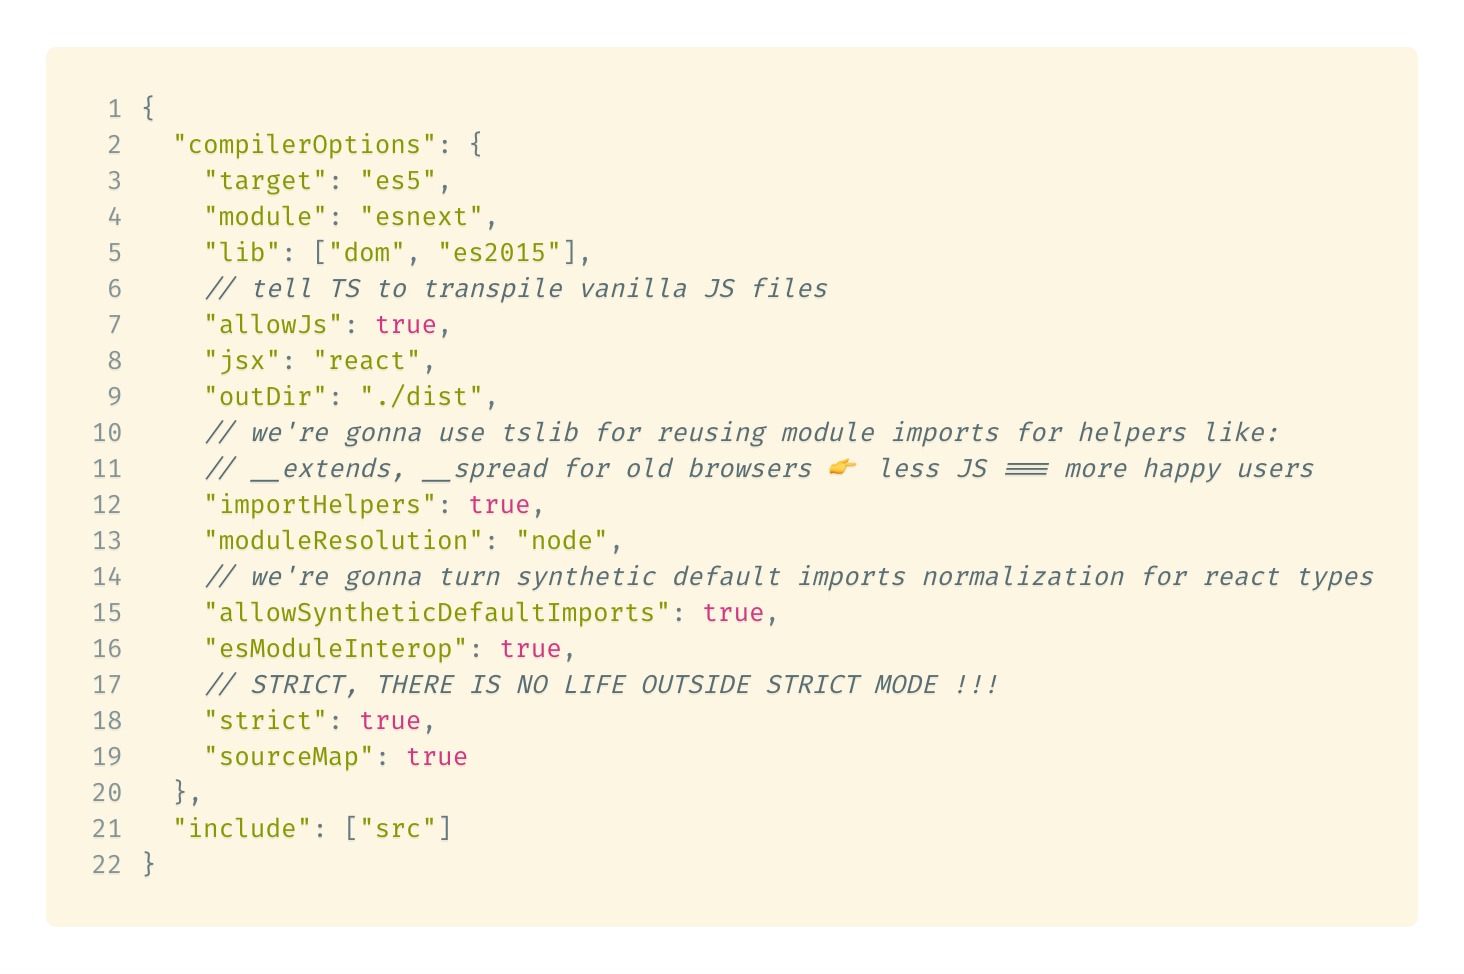 1 {
2   "compilerOptions": {
3     "target": "es5",
4     "module": "esnext",
5     "lib": ["dom", "es2015"],
6     // tell TS to transpile vanilla JS files
7     "allowJs": true,
8     "jsx": "react",
9     "outDir": "./dist",
10     // we're gonna use tslib for reusing module imports for helpers like:
11     // __extends, __spread for old browsers 👉 less JS === more happy users
12     "importHelpers": true,
13     "moduleResolution": "node",
14     // we're gonna turn synthetic default imports normalization for react types
15     "allowSyntheticDefaultImports": true,
16     "esModuleInterop": true,
17     // STRICT, THERE IS NO LIFE OUTSIDE STRICT MODE !!!
18     "strict": true,
19     "sourceMap": true
20   },
21   "include": ["src"]
22 }